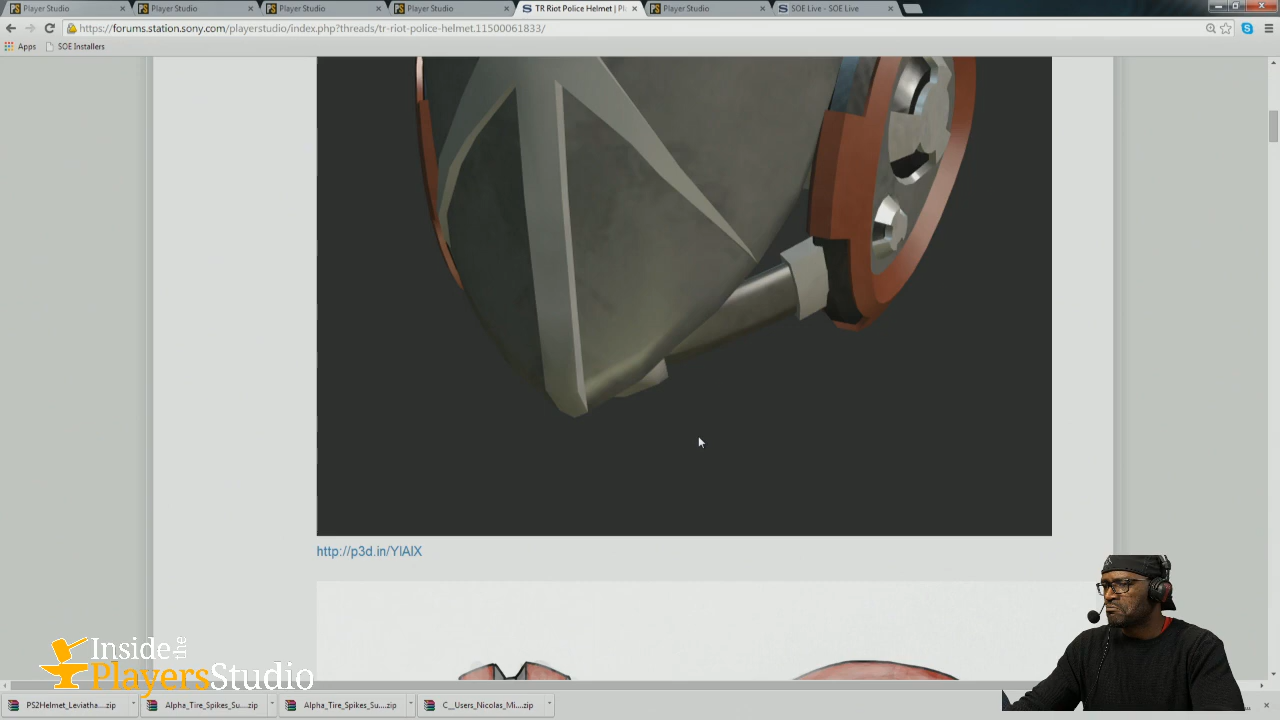 Player Studio
Player Studio
Player Studio
Player Studio
TR Riot Police Helmet | Pl
Player Studio
SOE Live - SOE Live
https://forums.station.sony.com/playerstudio/index.php?threads/tr-riot-police-helmet.11500061833/
Apps
SOE Installers
http://p3d.in/YIAIX
Inside the
PlayersStudio
PS2Helmet_Leviatha....zip
Alpha_Tire_Spikes_Su....zip
Alpha_Tire_Spikes_Su....zip
C__Users_Nicolas_Mi....zip